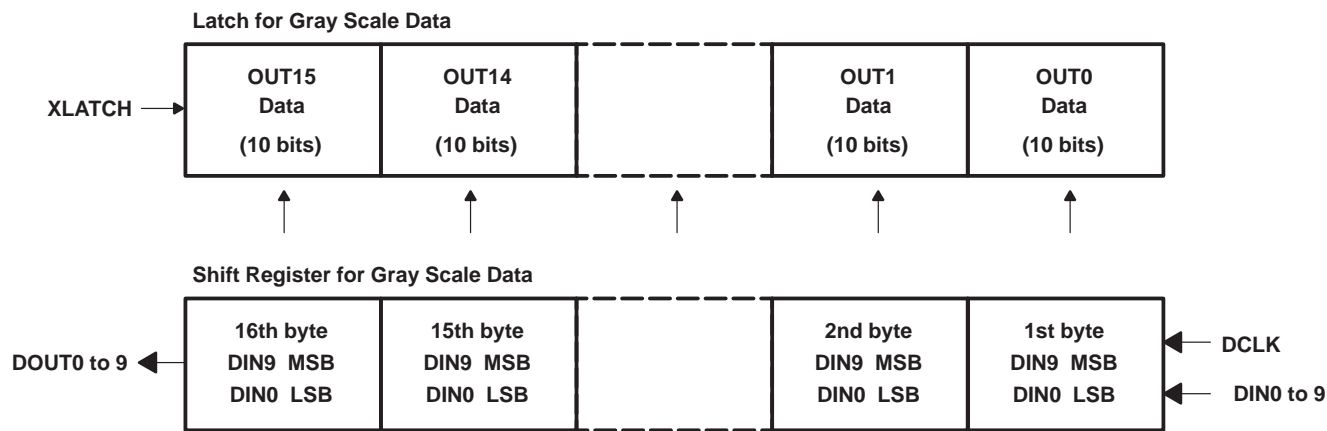 Latch for Gray Scale Data
XLATCH
OUT15
Data
(10 bits)
OUT14
Data
(10 bits)
OUT1
Data
(10 bits)
OUT0
Data
(10 bits)
Shift Register for Gray Scale Data
DOUT0 to 9
16th byte
DIN9 MSB
DIN0 LSB
15th byte
DIN9 MSB
DIN0 LSB
2nd byte
DIN9 MSB
DIN0 LSB
1st byte
DIN9 MSB
DIN0 LSB
DCLK
DIN0 to 9